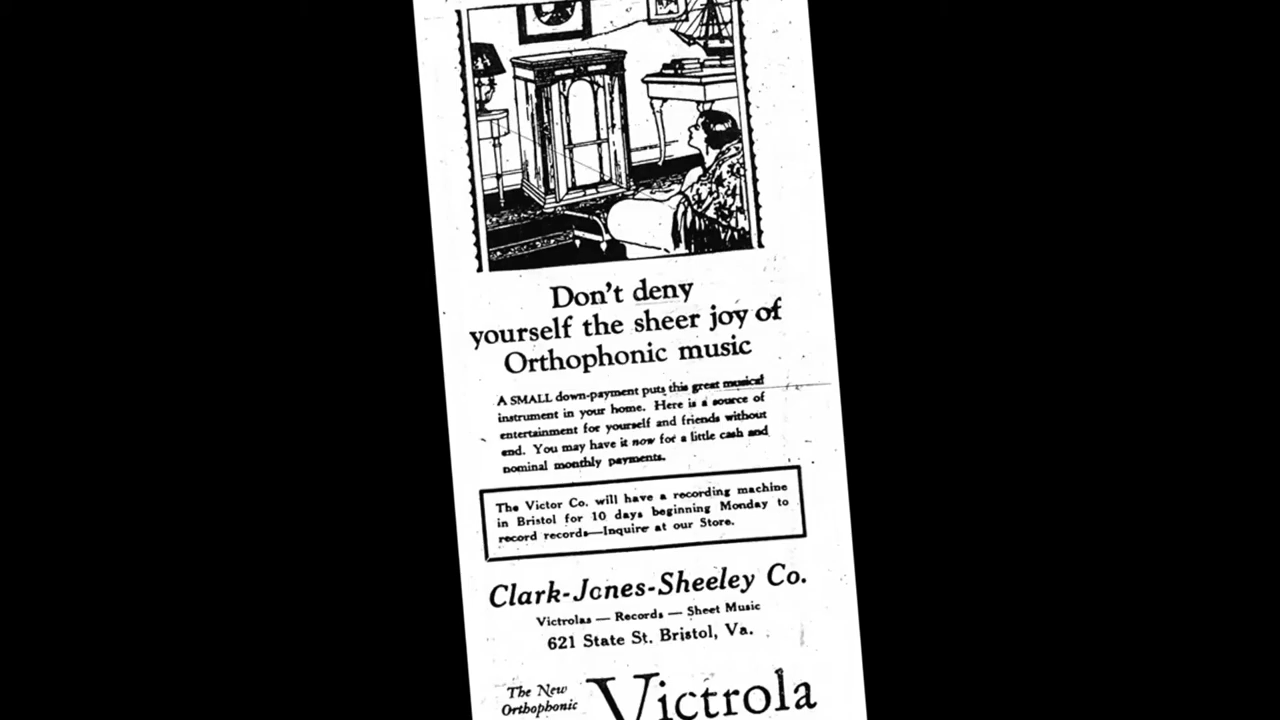 Don't deny
yourself the sheer joy of
Orthophonic music
A SMALL down-payment puts this great musical
instrument in your home. Here is a source of
entertainment for yourself and friends without
end. You may have it now for a little cash and
nominal monthly payments.
The Victor Co. will have a recording machine
in Bristol for 10 days beginning Monday to
record records—Inquire at our Store.
Clark-Jones-Sheeley Co.
Victrolas — Records — Sheet Music
621 State St. Bristol, Va.
The New
Orthophonic
Victrola